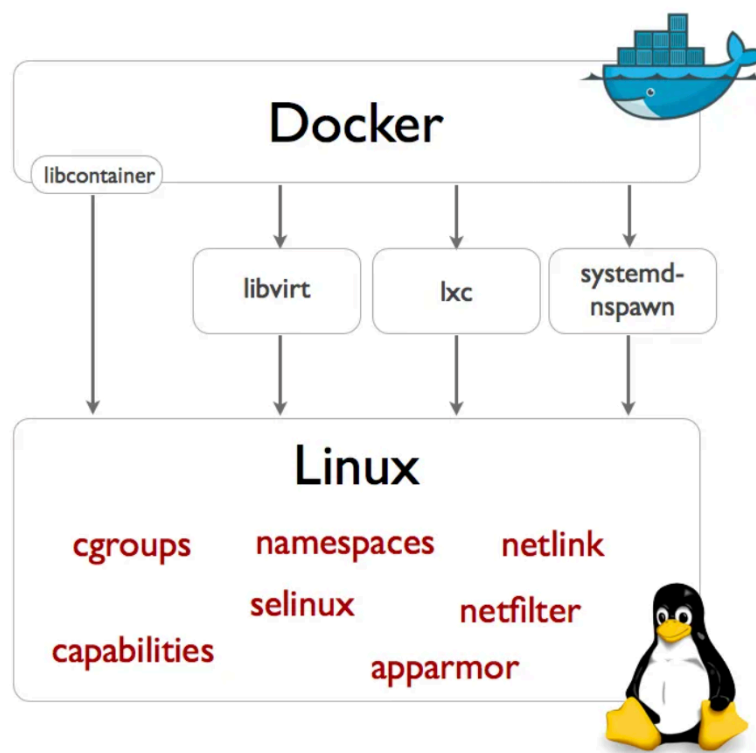 Docker
libcontainer
libvirt
lxc
systemd-
nspawn
Linux
cgroups
namespaces
netlink
selinux
netfilter
capabilities
apparmor